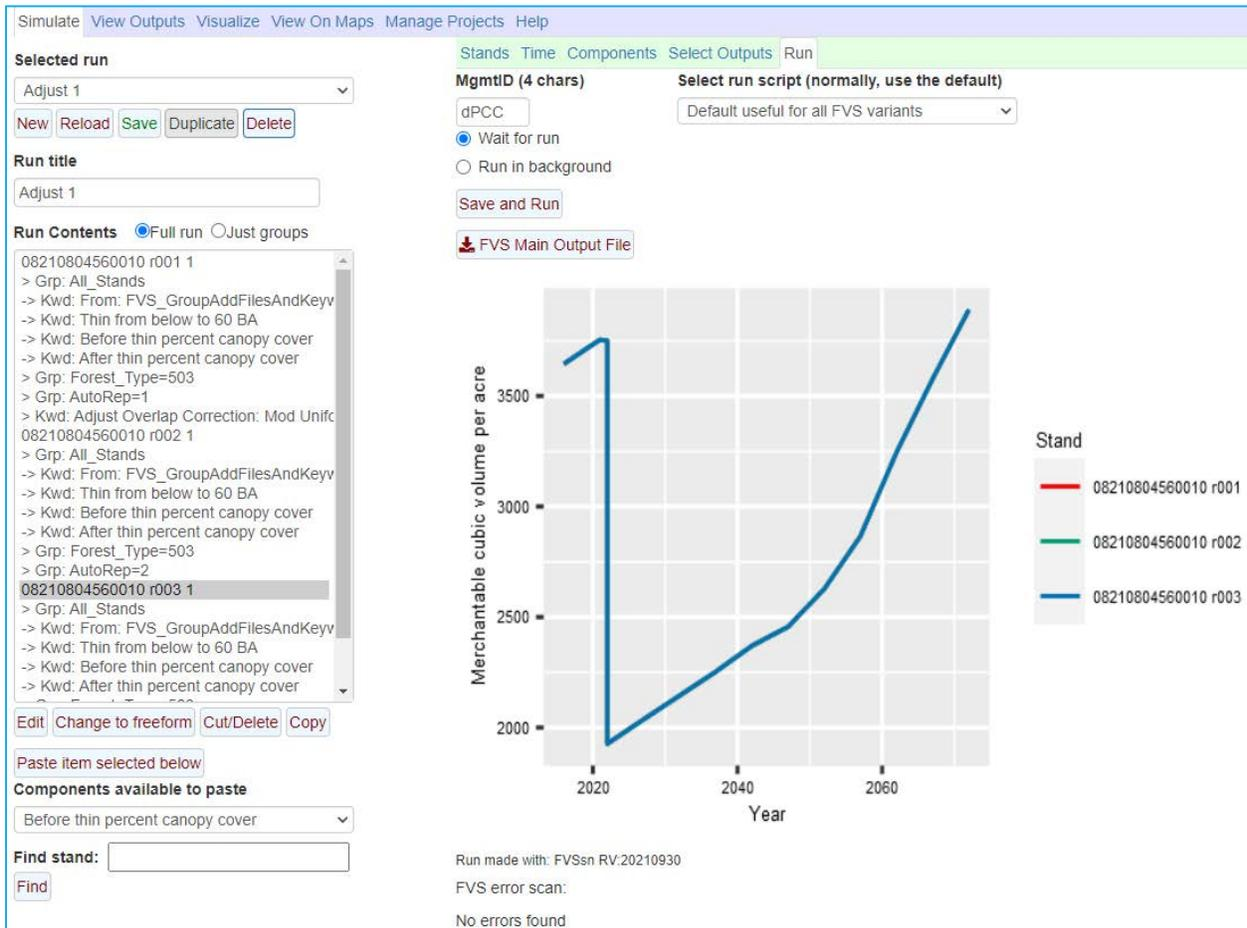 Simulate View Outputs Visualize View On Maps Manage Projects Help
Selected run
Adjust 1
New Reload Save Duplicate Delete
Run title
Adjust 1
Run Contents Full run Just groups
08210804560010 r001 1
> Grp: All_Stands
-> Kwd: From: FVS_GroupAddFilesAndKeyw
-> Kwd: Thin from below to 60 BA
-> Kwd: Before thin percent canopy cover
-> Kwd: After thin percent canopy cover
> Grp: Forest_Type=503
> Grp: AutoRep=1
> Kwd: Adjust Overlap Correction: Mod Unifo
08210804560010 r002 1
> Grp: All_Stands
-> Kwd: From: FVS_GroupAddFilesAndKeyw
-> Kwd: Thin from below to 60 BA
-> Kwd: Before thin percent canopy cover
-> Kwd: After thin percent canopy cover
> Grp: Forest_Type=503
> Grp: AutoRep=2
08210804560010 r003 1
> Grp: All_Stands
-> Kwd: From: FVS_GroupAddFilesAndKeyw
-> Kwd: Thin from below to 60 BA
-> Kwd: Before thin percent canopy cover
-> Kwd: After thin percent canopy cover
Edit Change to freeform Cut/Delete Copy
Paste item selected below
Components available to paste
Before thin percent canopy cover
Find stand:
Find
Stands Time Components Select Outputs Run
MgmtID (4 chars) Select run script (normally, use the default)
dPCC Default useful for all FVS variants
Wait for run
Run in background
Save and Run
FVS Main Output File
Merchantable cubic volume per acre
3500
3000
2500
2000
2020 2040 2060
Year
Stand
08210804560010 r001
08210804560010 r002
08210804560010 r003
Run made with: FVSsn RV:20210930
FVS error scan:
No errors found